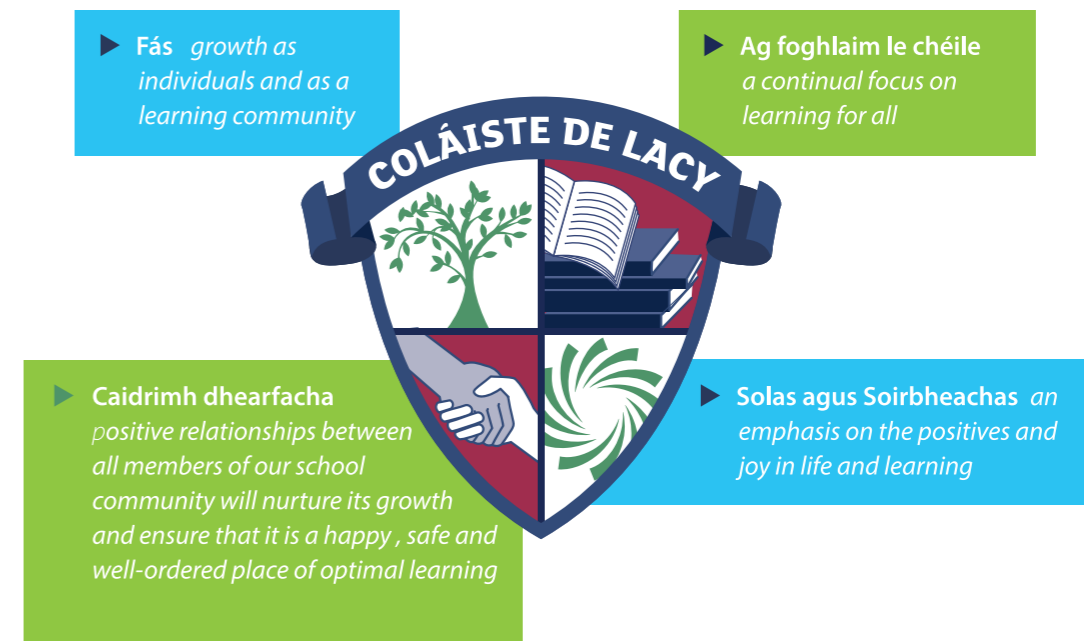 Fás growth as
individuals and as a
learning community
Ag foghlaim le chéile
a continual focus on
learning for all
COLÁISTE DE LACY
Caidrimh dhearfacha
positive relationships between
all members of our school
community will nurture its growth
and ensure that it is a happy , safe and
well-ordered place of optimal learning
Solas agus Soirbheachas an
emphasis on the positives and
joy in life and learning